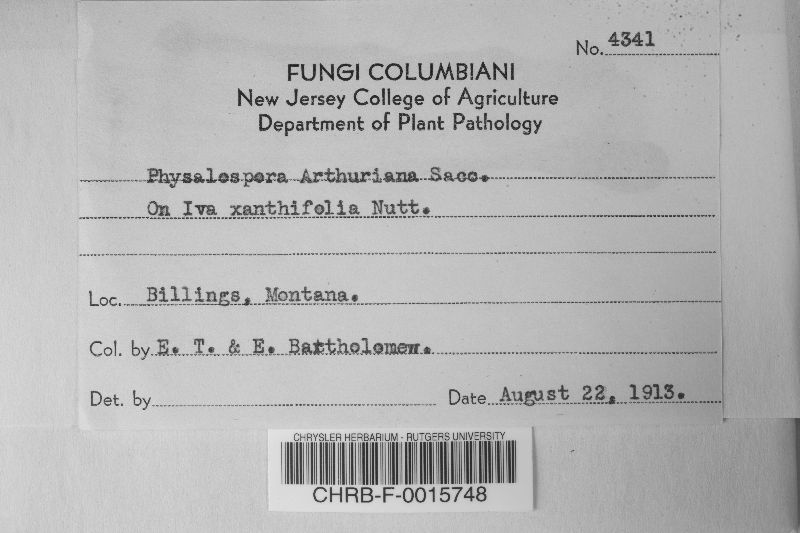 No. 4341
FUNGI COLUMBIANI
New Jersey College of Agriculture
Department of Plant Pathology
Physalospora Arthuriana Sacc.
On Iva xanthifolia Nutt.
Loc. Billings, Montana.
Col. by E. T. & E. Bartholomew.
Det. by
Date August 22, 1913.
CHRYSLER HERBARIUM - RUTGERS UNIVERSITY
CHRB-F-0015748